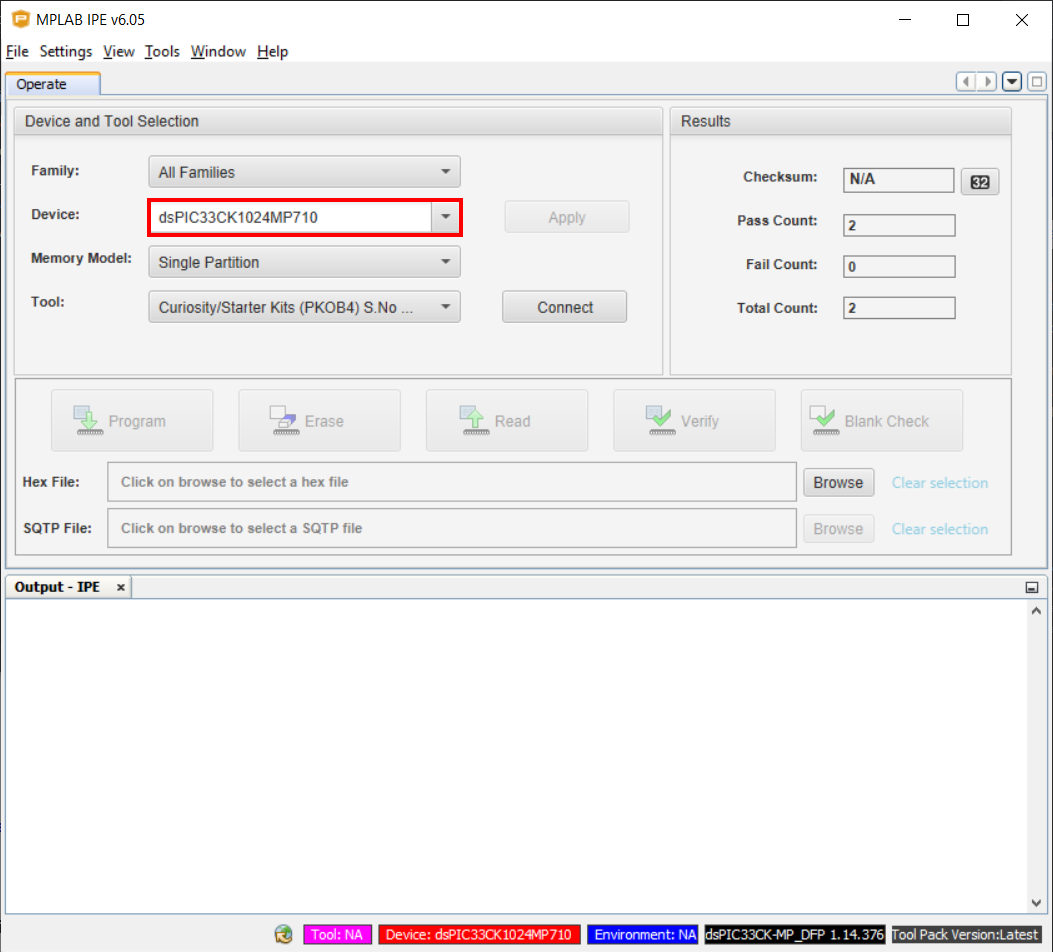 MPLAB IPE v6.05
File Settings View Tools Window Help
Operate
Device and Tool Selection
Family: All Families
Device: dsPIC33CK1024MP710 Apply
Memory Model: Single Partition
Tool: Curiosity/Starter Kits (PKOB4) S.No ... Connect
Results
Checksum: N/A 32
Pass Count: 2
Fail Count: 0
Total Count: 2
Program Erase Read Verify Blank Check
Hex File: Click on browse to select a hex file Browse Clear selection
SQTP File: Click on browse to select a SQTP file Browse Clear selection
Output - IPE
Tool: NA Device: dsPIC33CK1024MP710 Environment: NA dsPIC33CK-MP_DFP 1.14.376 Tool Pack Version:Latest